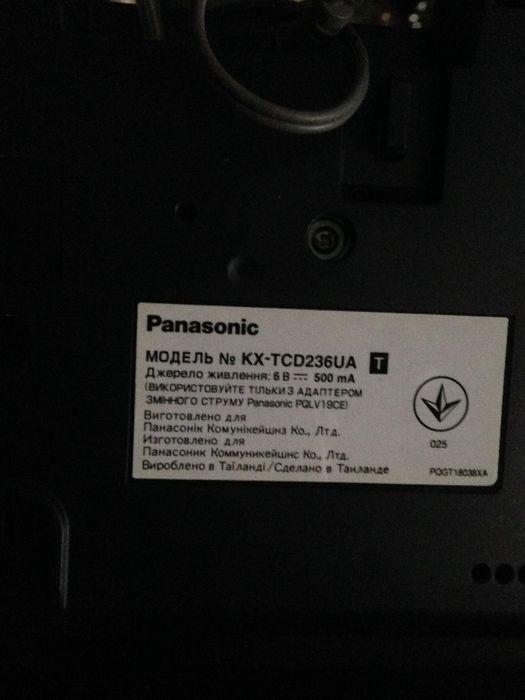 Panasonic
МОДЕЛЬ № KX-TCD236UA T
Джерело живлення: 6 В ⎓ 500 mA
(ВИКОРИСТОВУЙТЕ ТІЛЬКИ З АДАПТЕРОМ
ЗМІННОГО СТРУМУ Panasonic PQLV19CE)
Виготовлено для
Панасонік Комунікейшнз Ко., Лтд.
Изготовлено для
Панасоник Коммуникейшнс Ко., Лтд.
Вироблено в Таїланді/Сделано в Таиланде
025
PQGT18038XA